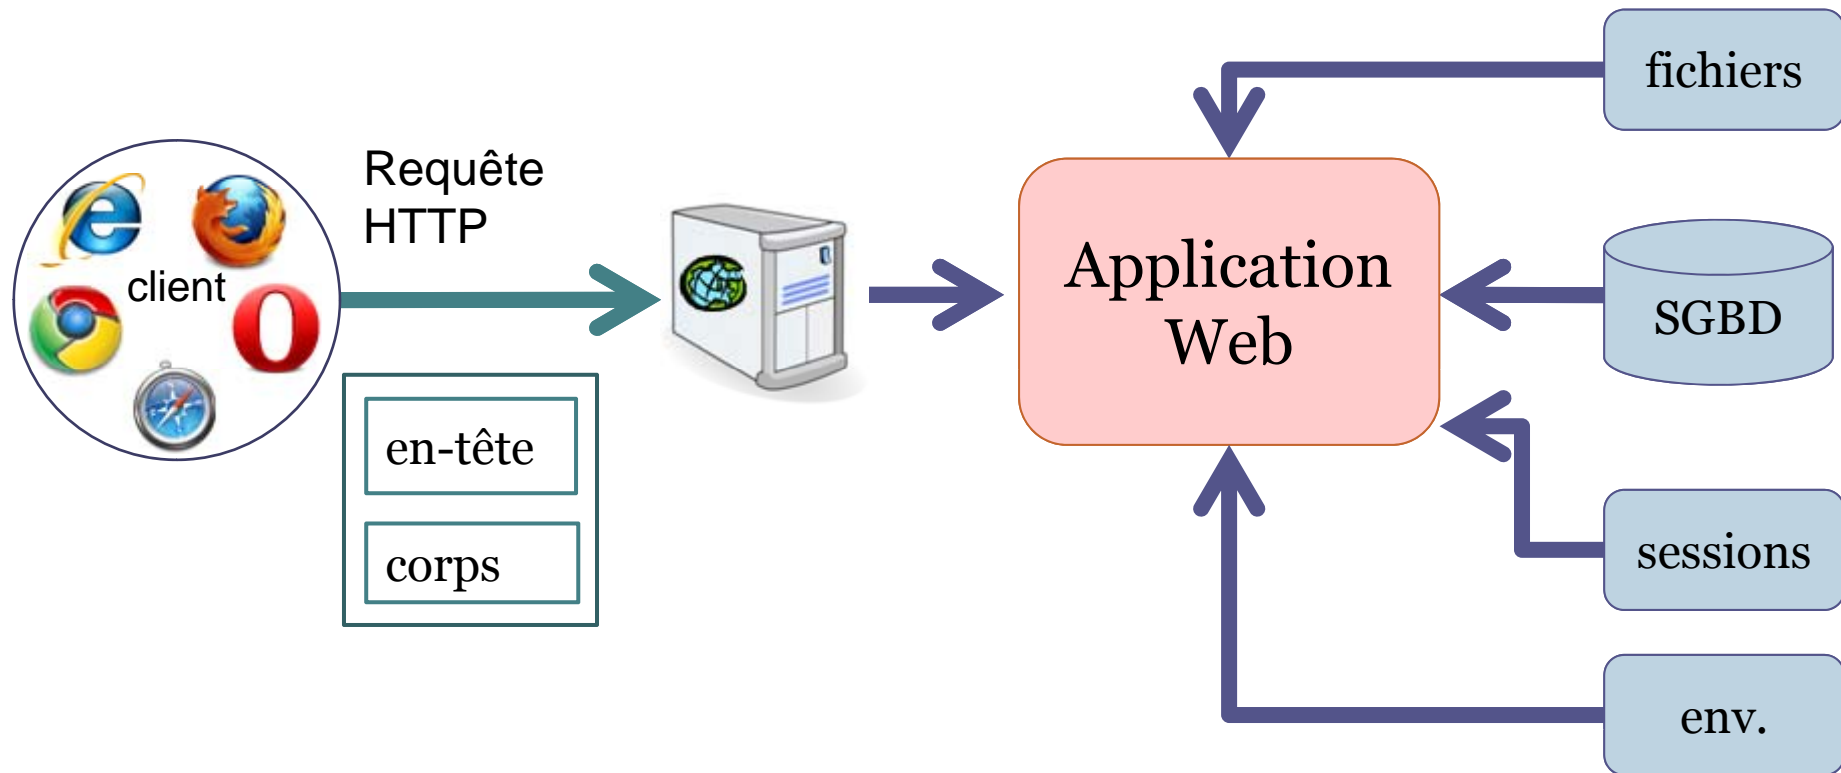 Requête
HTTP
client
en-tête
corps
Application
Web
fichiers
SGBD
sessions
env.